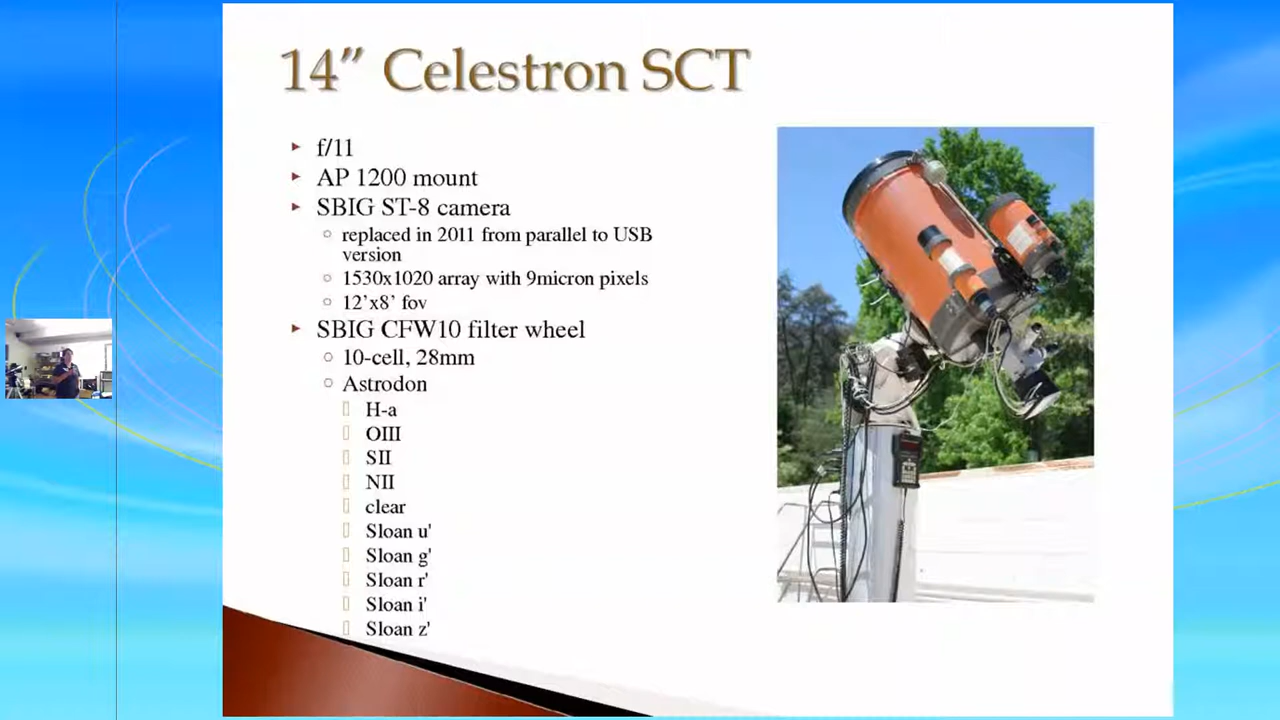 14” Celestron SCT
f/11
AP 1200 mount
SBIG ST-8 camera
replaced in 2011 from parallel to USB
version
1530x1020 array with 9micron pixels
12’x8’ fov
SBIG CFW10 filter wheel
10-cell, 28mm
Astrodon
H-a
OIII
SII
NII
clear
Sloan u'
Sloan g'
Sloan r'
Sloan i'
Sloan z'